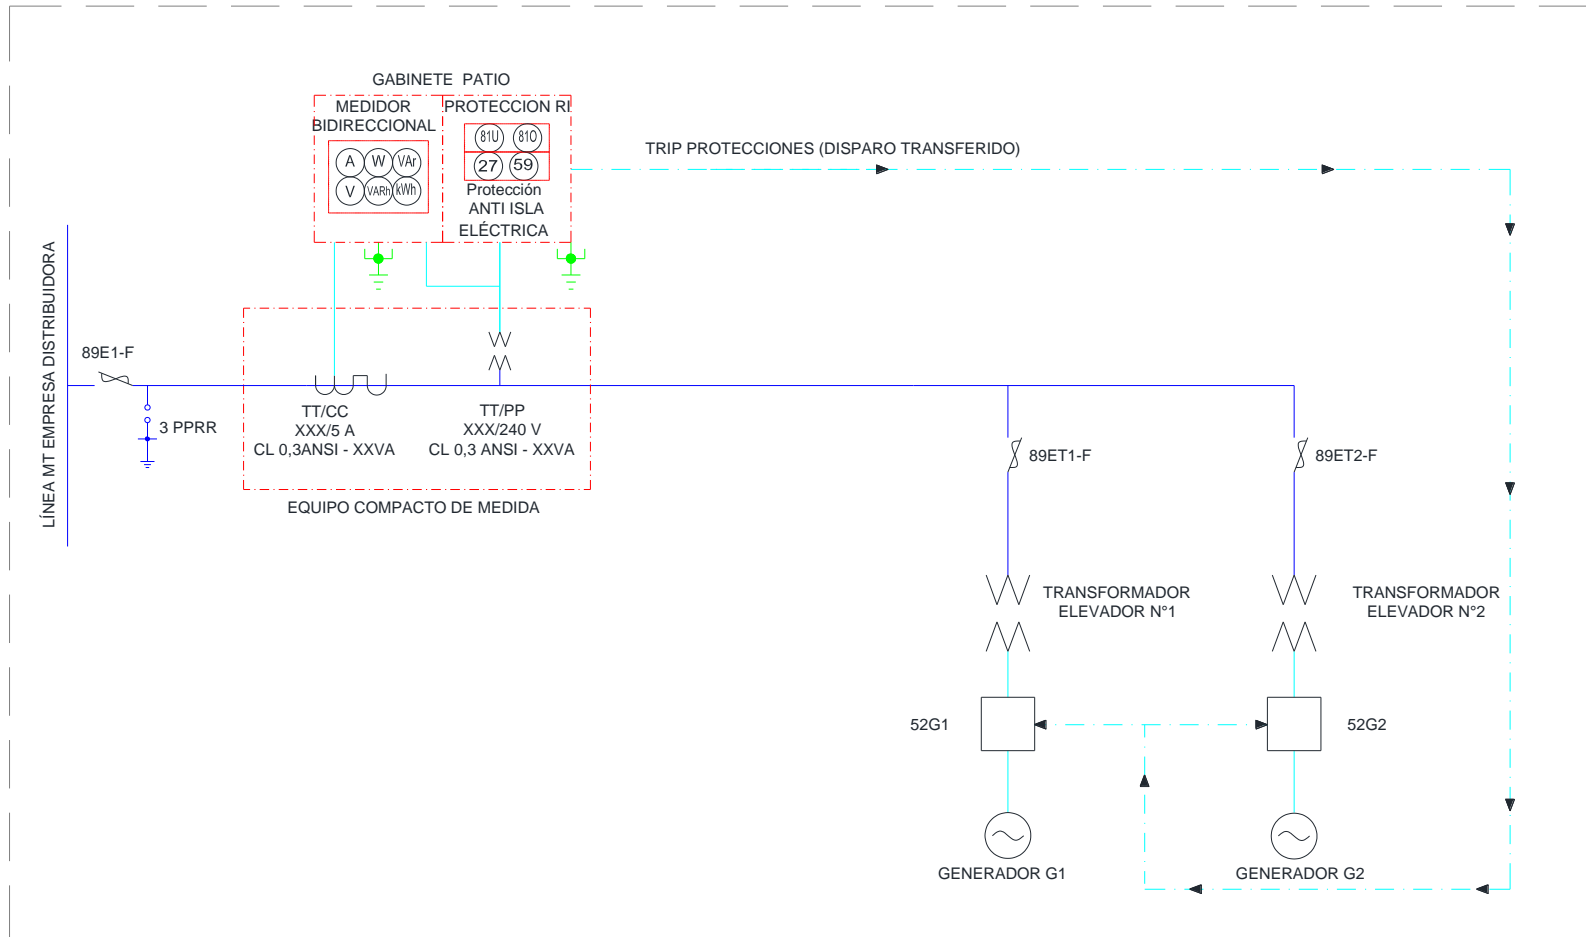 GABINETE PATIO
MEDIDOR
BIDIRECCIONAL
A W VAr
V VARh kWh
PROTECCION RI
81U 81O
27 59
Protección
ANTI ISLA
ELÉCTRICA
TRIP PROTECCIONES (DISPARO TRANSFERIDO)
LÍNEA MT EMPRESA DISTRIBUIDORA
89E1-F
3 PPRR
TT/CC
XXX/5 A
CL 0,3ANSI - XXVA
TT/PP
XXX/240 V
CL 0,3 ANSI - XXVA
EQUIPO COMPACTO DE MEDIDA
89ET1-F
89ET2-F
TRANSFORMADOR
ELEVADOR N°1
TRANSFORMADOR
ELEVADOR N°2
52G1
52G2
GENERADOR G1
GENERADOR G2